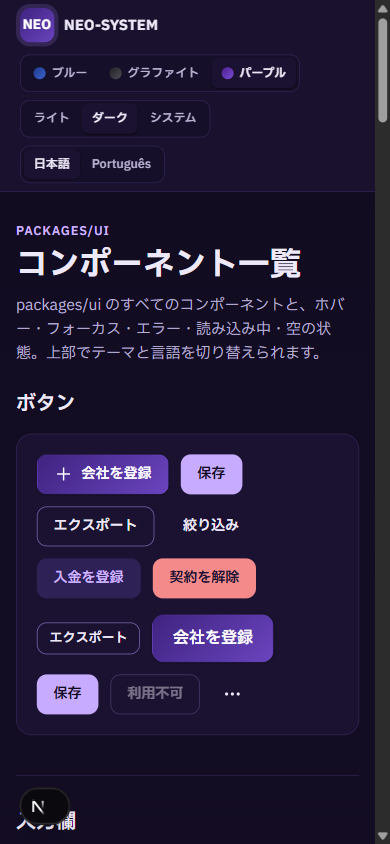 NEO NEO-SYSTEM
ブルー グラファイト パープル
ライト ダーク システム
日本語 Português
PACKAGES/UI
コンポーネント一覧
packages/ui のすべてのコンポーネントと、ホバ
ー・フォーカス・エラー・読み込み中・空の状
態。上部でテーマと言語を切り替えられます。
ボタン
会社を登録 保存
エクスポート 絞り込み
入金を登録 契約を解除
エクスポート 会社を登録
保存 利用不可 ...
N
欄